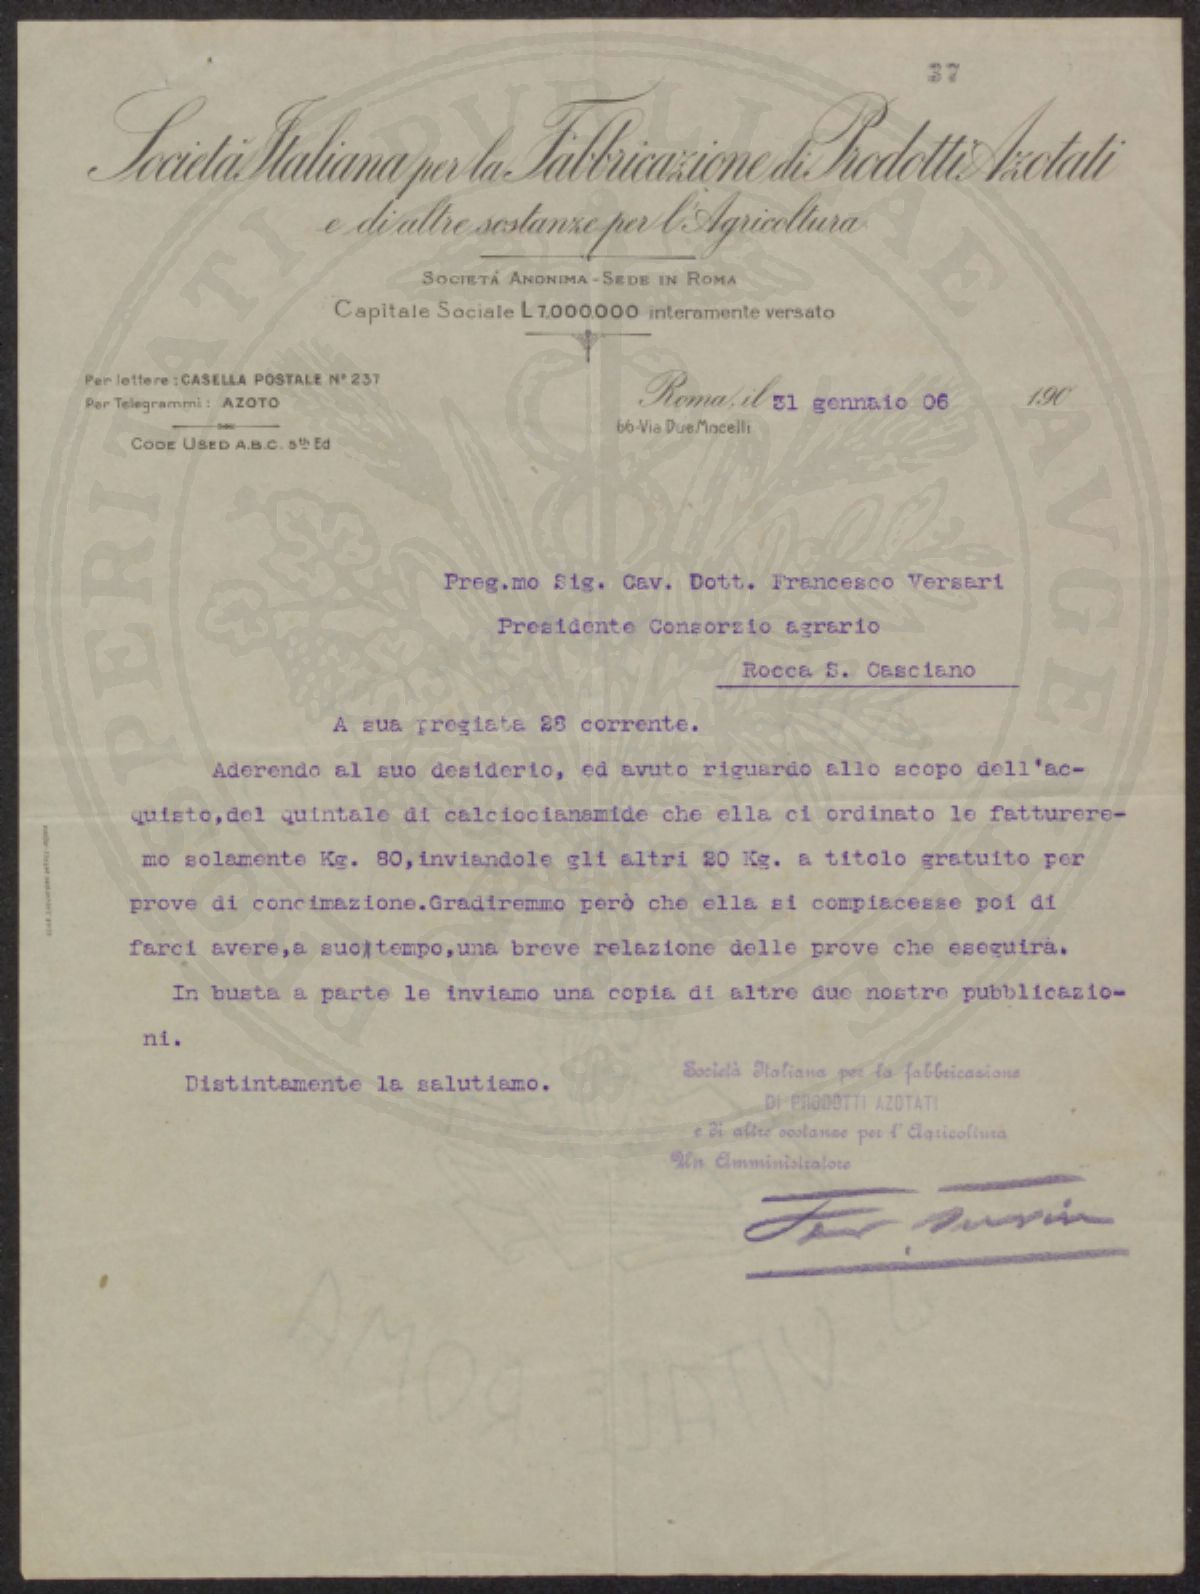 37
Società Italiana per la Fabbricazione di Prodotti Azotati
e di altre sostanze per l'Agricoltura
SOCIETÁ ANONIMA - SEDE IN ROMA
Capitale Sociale L 7.000.000 interamente versato
Per lettere: CASELLA POSTALE Nº 237
Per Telegrammi: AZOTO
CODE USED A.B.C. 5th Ed
Roma, il 31 gennaio 06 190
66-Via Due Macelli
Preg.mo Sig. Cav. Dott. Francesco Versari
Presidente Consorzio agrario
Rocca S. Casciano
A sua pregiata 28 corrente.
Aderendo al suo desiderio, ed avuto riguardo allo scopo dell'ac-
quisto,del quintale di calciocianamide che ella ci ordinato le fatturere-
mo solamente Kg. 80,inviandole gli altri 20 Kg. a titolo gratuito per
prove di concimazione.Gradiremmo però che ella si compiacesse poi di
farci avere,a suo tempo,una breve relazione delle prove che eseguirà.
In busta a parte le inviamo una copia di altre due nostre pubblicazio-
ni.
Distintamente la salutiamo.
Società Italiana per la fabbricazione
DI PRODOTTI AZOTATI
e di altre sostanze per l'Agricoltura
Un Amministratore
VITALE ROMA